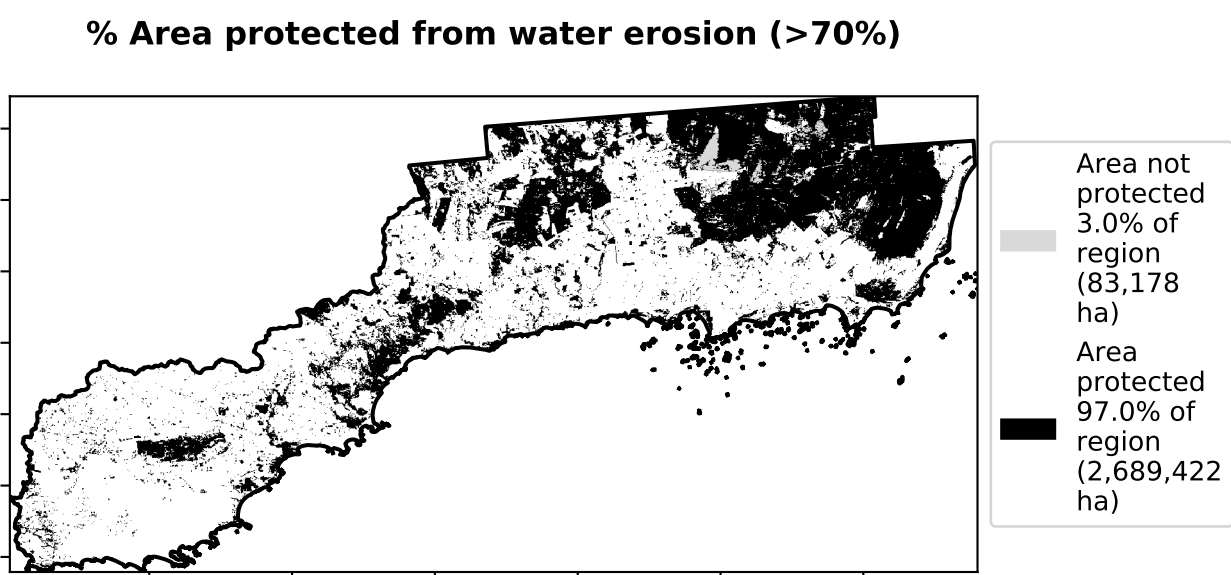 % Area protected from water erosion (>70%)
Area not
protected
3.0% of
region
(83,178
ha)
Area
protected
97.0% of
region
(2,689,422
ha)